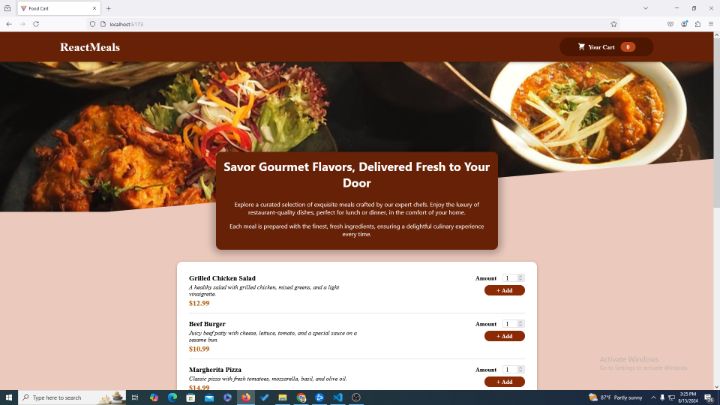 Food Cart
localhost:5173
ReactMeals
Your Cart 0
Savor Gourmet Flavors, Delivered Fresh to Your
Door
Explore a curated selection of exquisite meals crafted by our expert chefs. Enjoy the luxury of
restaurant-quality dishes, perfect for lunch or dinner, in the comfort of your home.
Each meal is prepared with the finest, fresh ingredients, ensuring a delightful culinary experience
every time.
Grilled Chicken Salad
Amount 1
A healthy salad with grilled chicken, mixed greens, and a light
vinaigrette.
+ Add
$12.99
Beef Burger
Amount 1
Juicy beef patty with cheese, lettuce, tomato, and a special sauce on a
sesame bun.
+ Add
$10.99
Margherita Pizza
Amount 1
Classic pizza with fresh tomatoes, mozzarella, basil, and olive oil.
+ Add
$14.99
Activate Windows
Go to Settings to activate Windows.
Type here to search
87°F Partly sunny
3:25 PM
8/13/2024